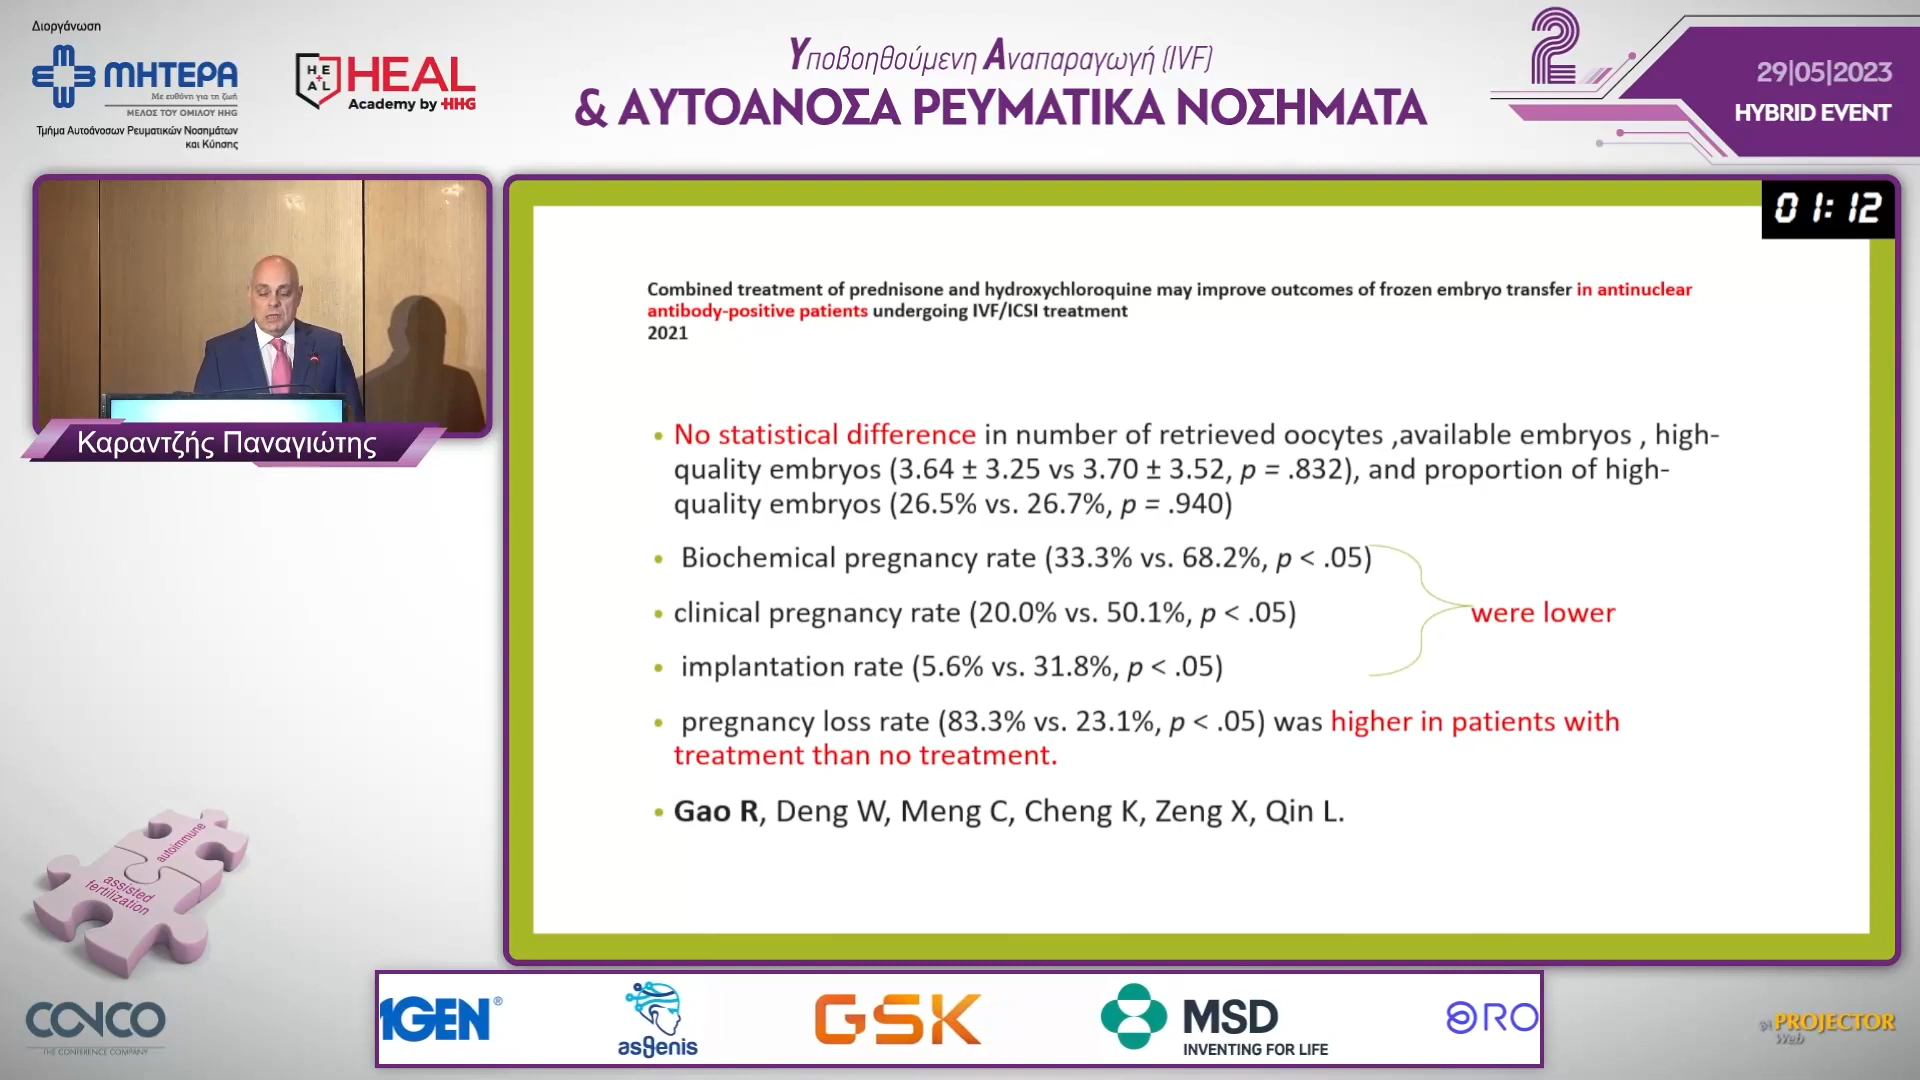 Διοργάνωση
ΜΗΤΕΡΑ
Με ευθύνη για τη ζωή
ΜΕΛΟΣ ΤΟΥ ΟΜΙΛΟΥ HHG
Τμήμα Αυτοάνοσων Ρευματικών Νοσημάτων
και Κύησης
HE
AL
HEAL
Academy by HHG
Υποβοηθούμενη Αναπαραγωγή (IVF)
& ΑΥΤΟΑΝΟΣΑ ΡΕΥΜΑΤΙΚΑ ΝΟΣΗΜΑΤΑ
2
29|05|2023
HYBRID EVENT
01:12
Καραντζής Παναγιώτης
Combined treatment of prednisone and hydroxychloroquine may improve outcomes of frozen embryo transfer in antinuclear
antibody-positive patients undergoing IVF/ICSI treatment
2021
• No statistical difference in number of retrieved oocytes ,available embryos , high-
quality embryos (3.64 ± 3.25 vs 3.70 ± 3.52, p = .832), and proportion of high-
quality embryos (26.5% vs. 26.7%, p = .940)
• Biochemical pregnancy rate (33.3% vs. 68.2%, p < .05)
• clinical pregnancy rate (20.0% vs. 50.1%, p < .05)
were lower
• implantation rate (5.6% vs. 31.8%, p < .05)
• pregnancy loss rate (83.3% vs. 23.1%, p < .05) was higher in patients with
treatment than no treatment.
• Gao R, Deng W, Meng C, Cheng K, Zeng X, Qin L.
autoimmune
assisted
fertilization
CONCO
THE CONFERENCE COMPANY
GEN®
asgenis
GSK
MSD
INVENTING FOR LIFE
ORO
PROJECTOR
Web